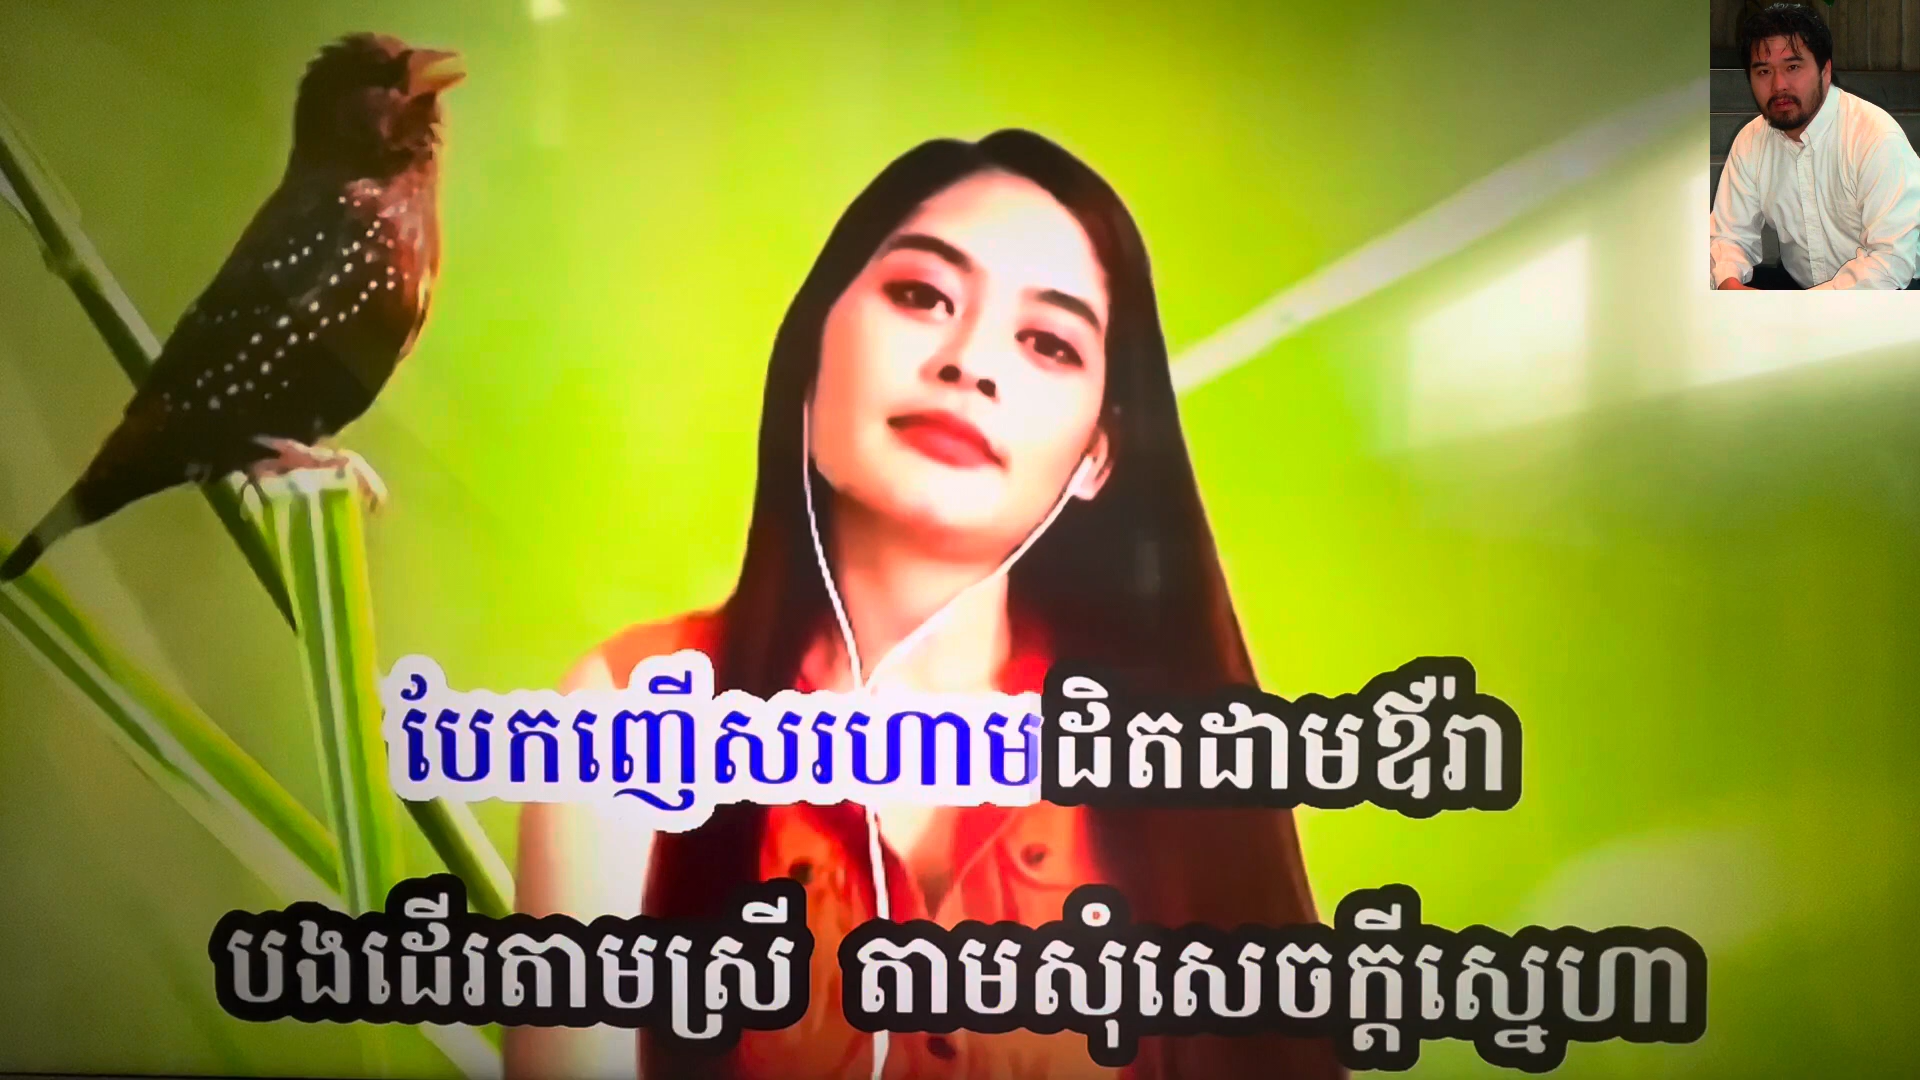 បែកញើសរហាមដិតដាមឱរ៉ា
បងដើរតាមស្រី តាមសុំសេចក្ដីស្នេហា